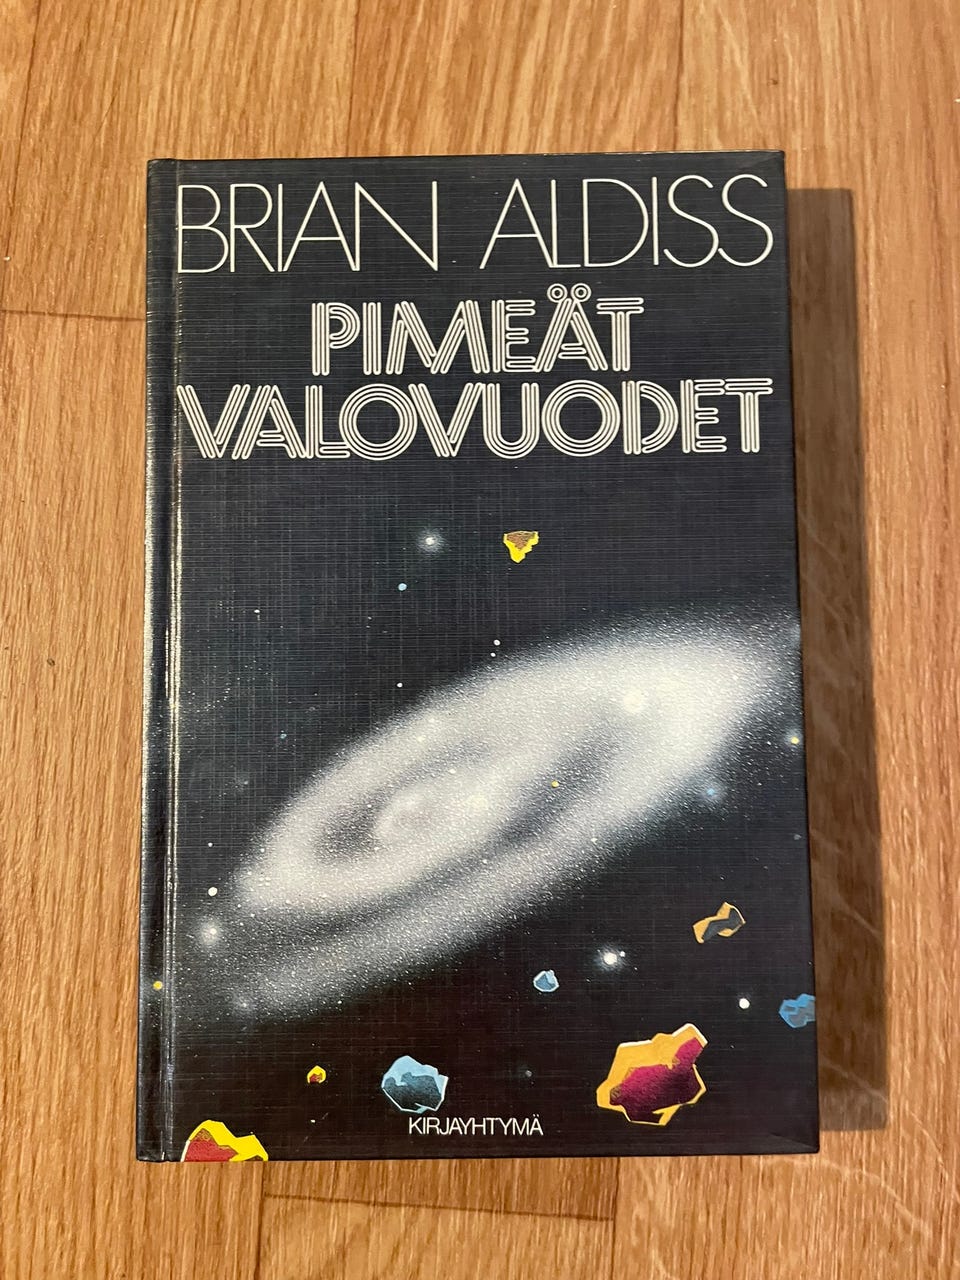 BRIAN ALDISS
PIMEÄT
VALOVUODET
KIRJAYHTYMÄ